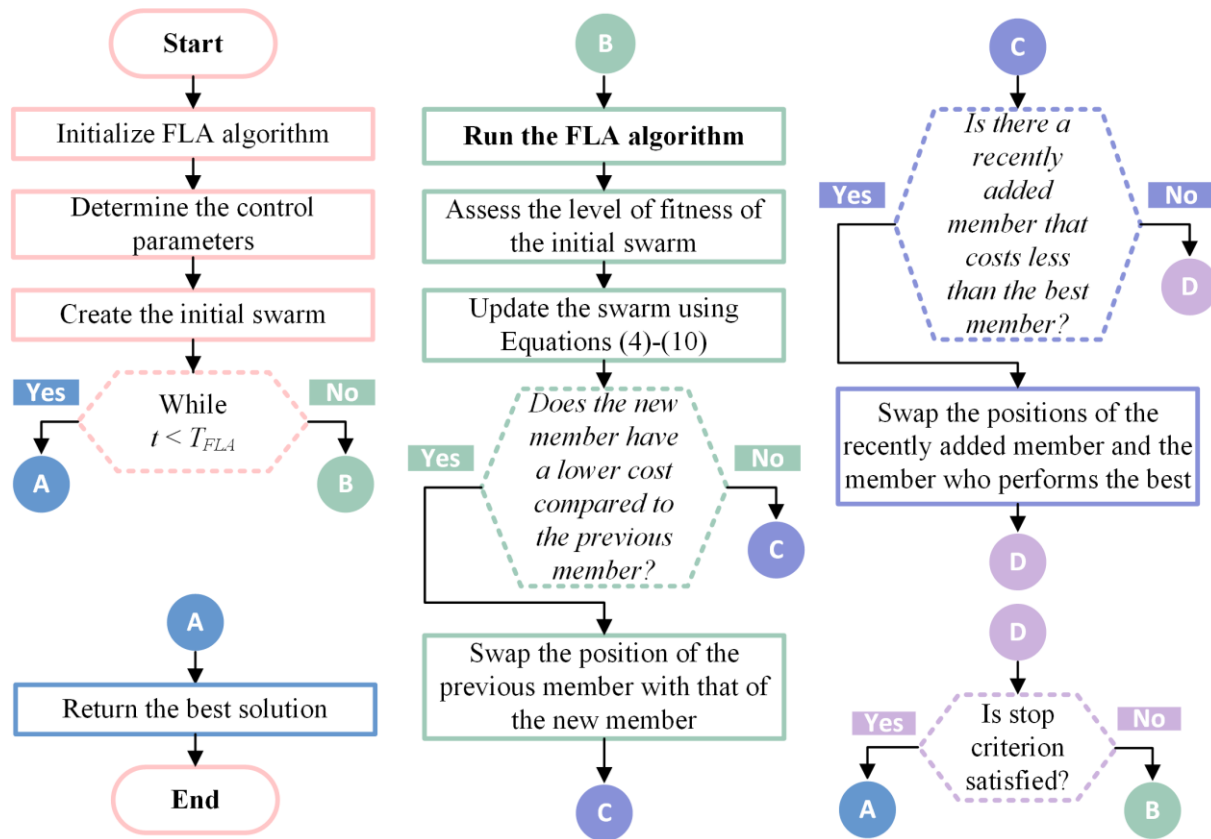 Start
Initialize FLA algorithm
Determine the control
parameters
Create the initial swarm
Yes
No
While
t < T_FLA
A
B
A
Return the best solution
End
B
Run the FLA algorithm
Assess the level of fitness of
the initial swarm
Update the swarm using
Equations (4)-(10)
Does the new
member have
a lower cost
compared to
the previous
member?
Yes
No
C
Swap the position of the
previous member with that of
the new member
C
C
Is there a
recently
added
member that
costs less
than the best
member?
Yes
No
D
Swap the positions of the
recently added member and the
member who performs the best
D
D
Yes
No
Is stop
criterion
satisfied?
A
B